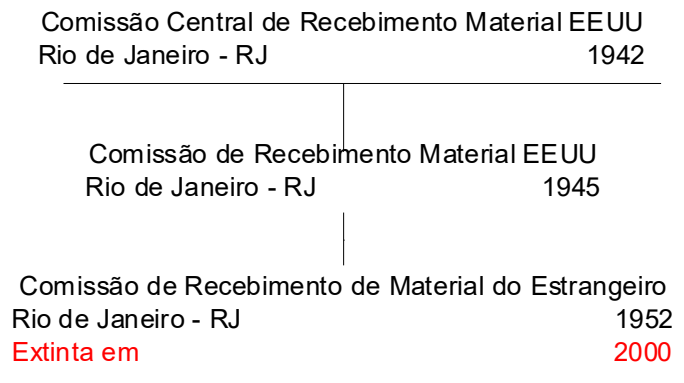 Comissão Central de Recebimento Material EEUU
Rio de Janeiro - RJ 1942
Comissão de Recebimento Material EEUU
Rio de Janeiro - RJ 1945
Comissão de Recebimento de Material do Estrangeiro
Rio de Janeiro - RJ 1952
Extinta em 2000